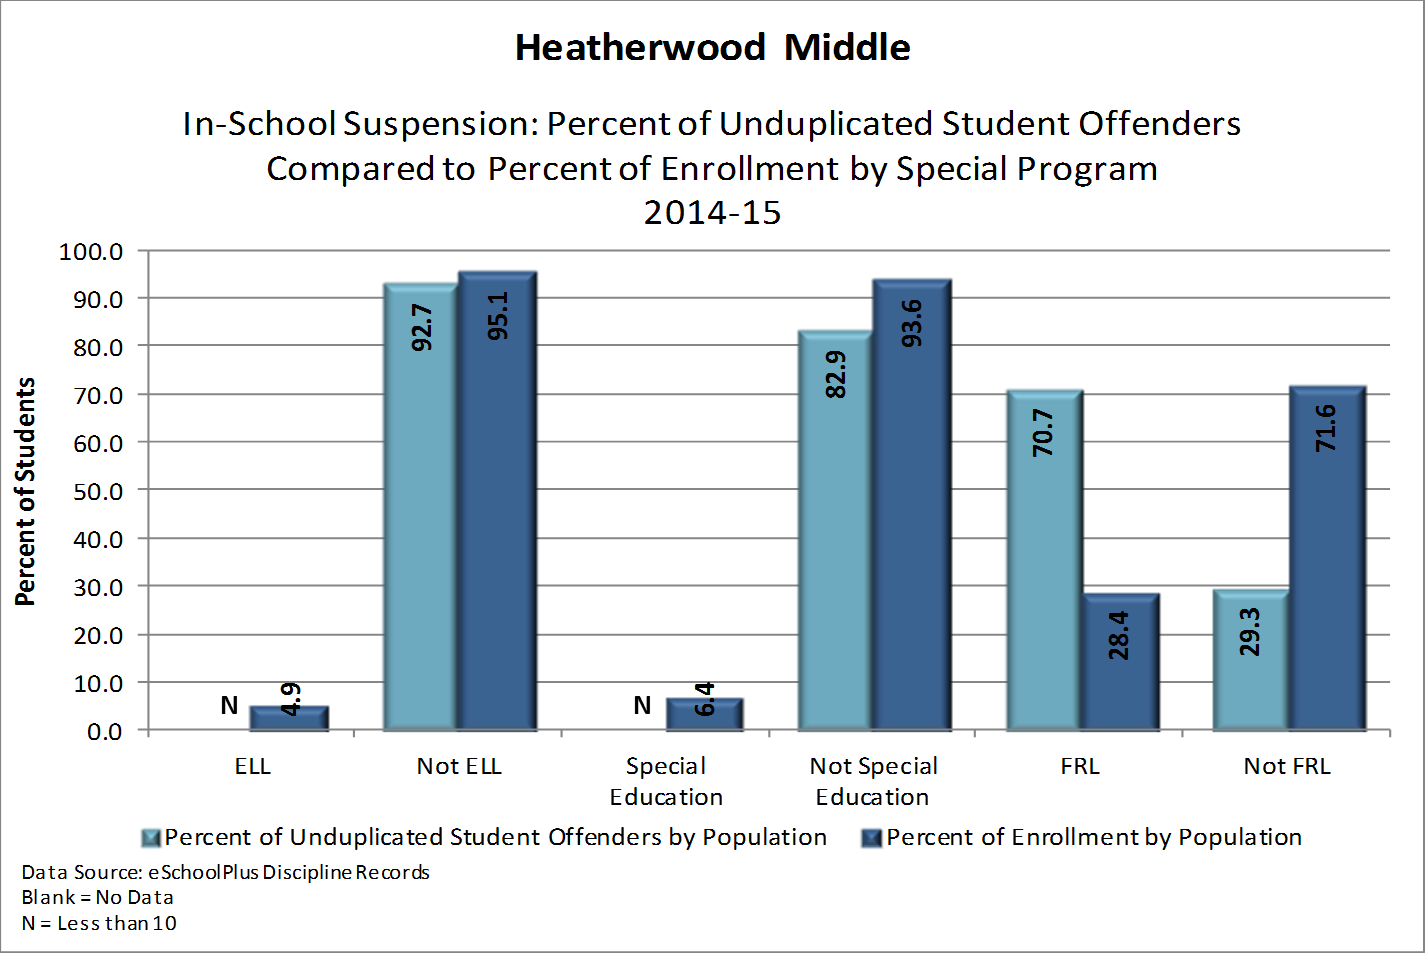 Heatherwood Middle
In-School Suspension: Percent of Unduplicated Student Offenders
Compared to Percent of Enrollment by Special Program
2014-15
Percent of Students
100.0
90.0
80.0
70.0
60.0
50.0
40.0
30.0
20.0
10.0
0.0
N
4.9
92.7
95.1
N
6.4
82.9
93.6
70.7
28.4
29.3
71.6
ELL
Not ELL
Special
Education
Not Special
Education
FRL
Not FRL
Percent of Unduplicated Student Offenders by Population
Percent of Enrollment by Population
Data Source: eSchoolPlus Discipline Records
Blank = No Data
N = Less than 10